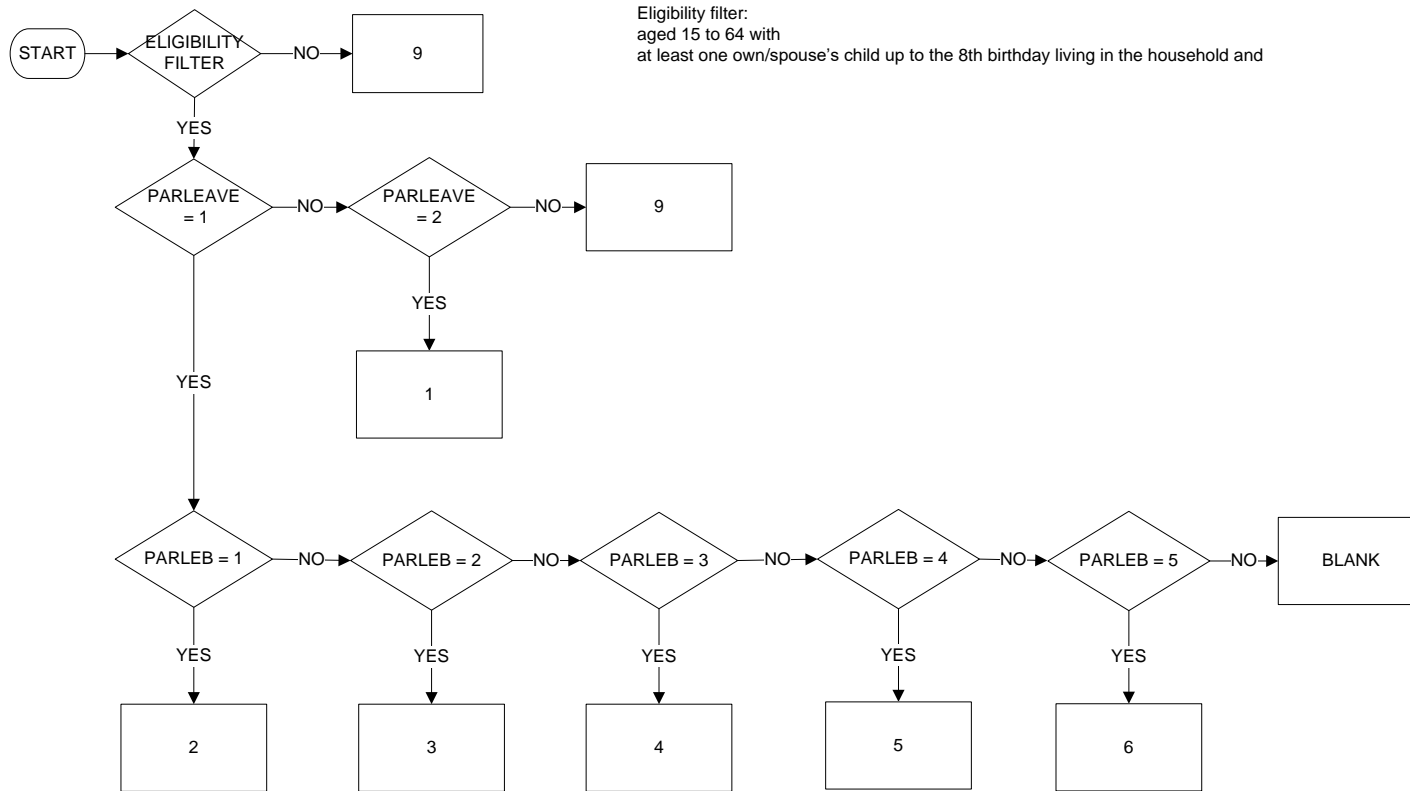 Eligibility filter:
aged 15 to 64 with
at least one own/spouse's child up to the 8th birthday living in the household and
START
ELIGIBILITY
FILTER
NO
9
YES
PARLEAVE
= 1
NO
PARLEAVE
= 2
NO
9
YES
1
YES
PARLEB = 1
NO
PARLEB = 2
NO
PARLEB = 3
NO
PARLEB = 4
NO
PARLEB = 5
NO
BLANK
YES
YES
YES
YES
YES
2
3
4
5
6